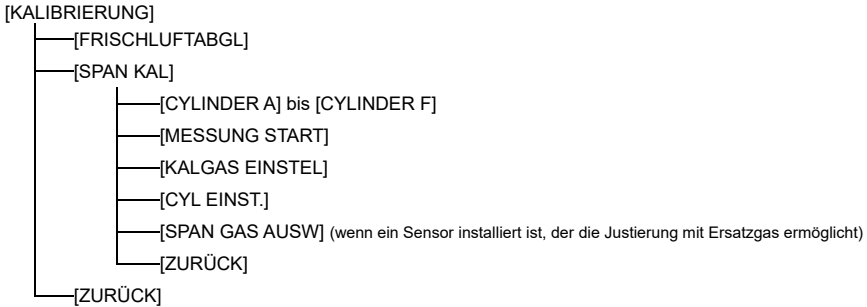 [KALIBRIERUNG]
[FRISCHLUFTABGL]
[SPAN KAL]
[CYLINDER A] bis [CYLINDER F]
[MESSUNG START]
[KALGAS EINSTEL]
[CYL EINST.]
[SPAN GAS AUSW] (wenn ein Sensor installiert ist, der die Justierung mit Ersatzgas ermöglicht)
[ZURÜCK]
[ZURÜCK]